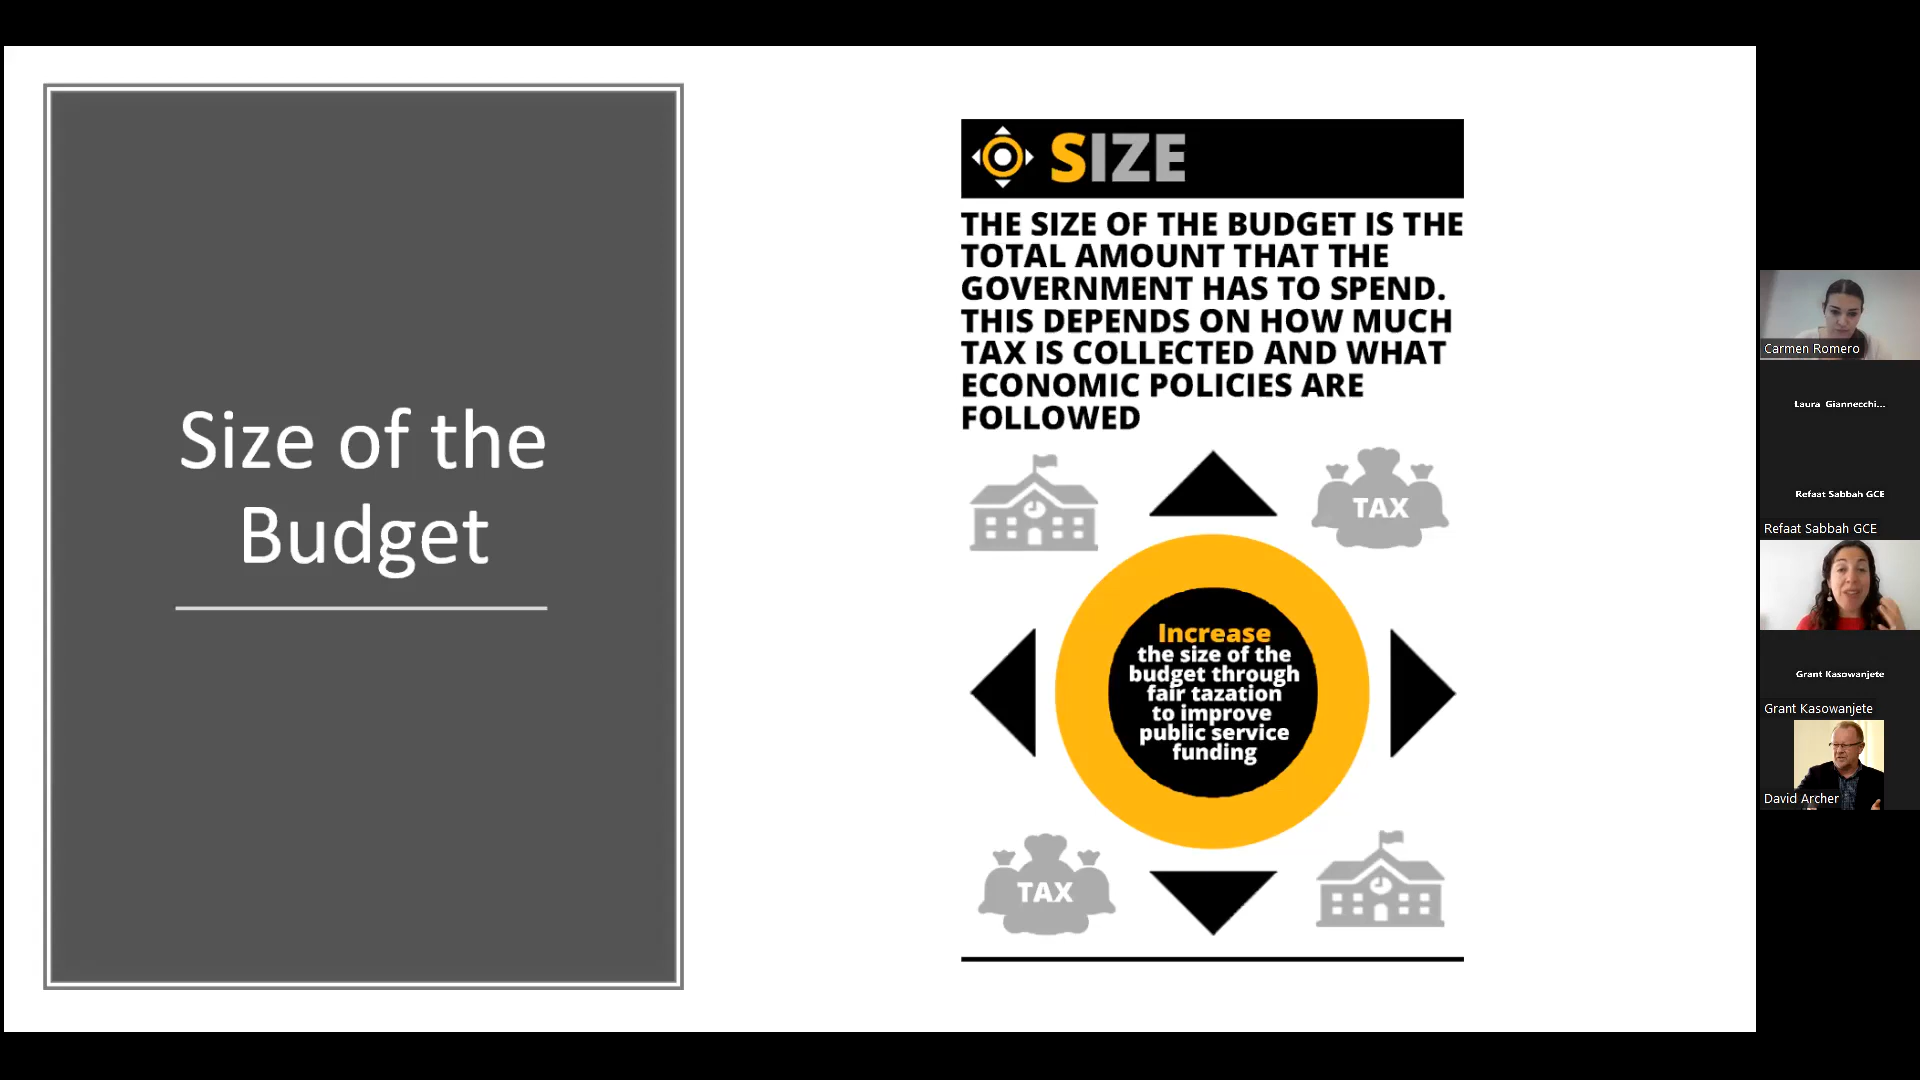 Size of the
Budget
SIZE
THE SIZE OF THE BUDGET IS THE
TOTAL AMOUNT THAT THE
GOVERNMENT HAS TO SPEND.
THIS DEPENDS ON HOW MUCH
TAX IS COLLECTED AND WHAT
ECONOMIC POLICIES ARE
FOLLOWED
TAX
Increase
the size of the
budget through
fair tazation
to improve
public service
funding
TAX
Carmen Romero
Laura Giannecchi...
Refaat Sabbah GCE
Refaat Sabbah GCE
Grant Kasowanjete
Grant Kasowanjete
David Archer